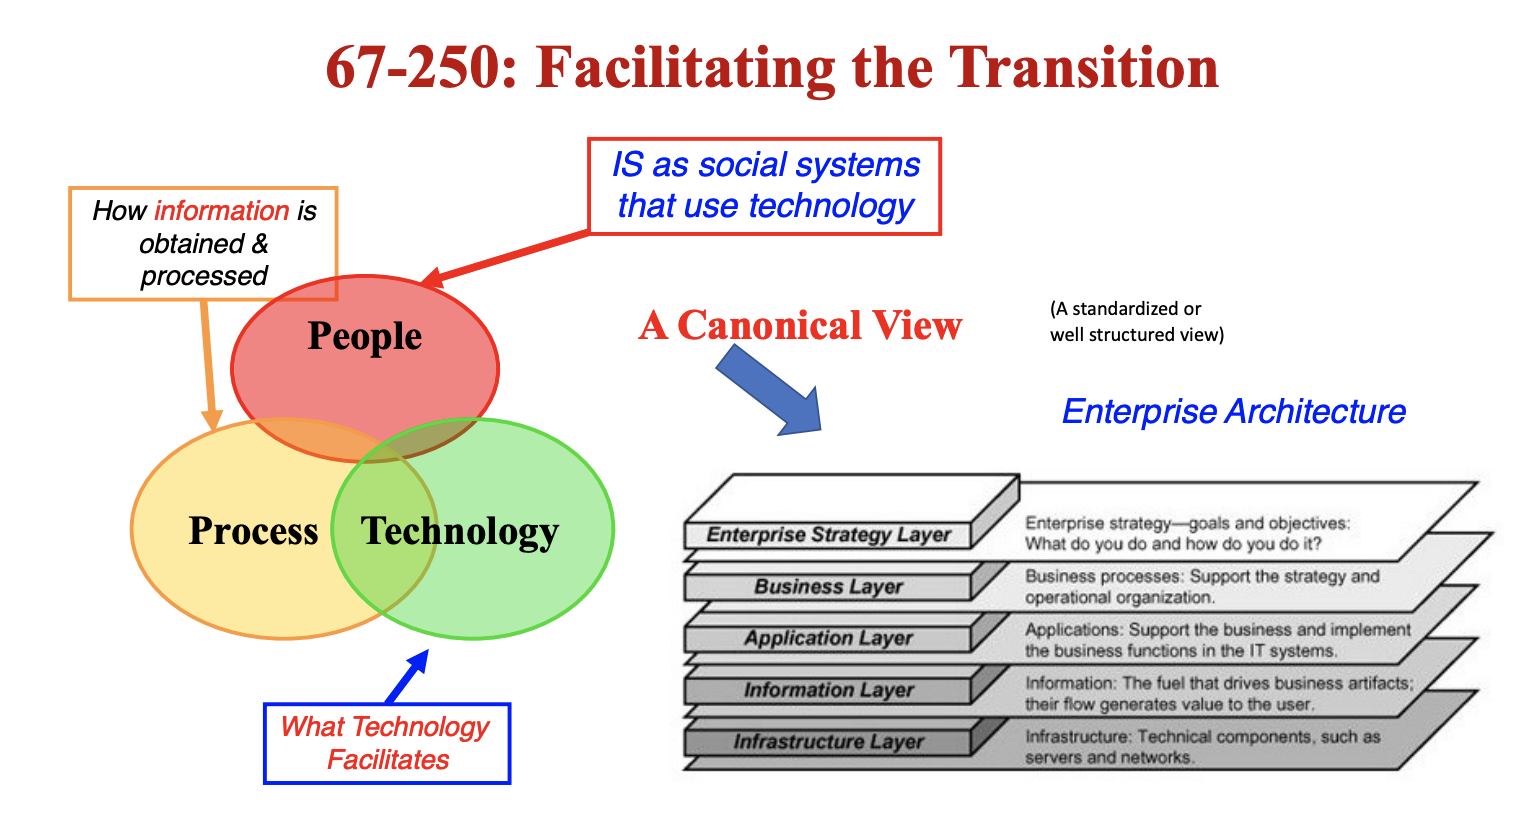 67-250: Facilitating the Transition
IS as social systems
that use technology
How information is
obtained &
processed
People
Process
Technology
What Technology
Facilitates
A Canonical View
(A standardized or
well structured view)
Enterprise Architecture
Enterprise Strategy Layer
Enterprise strategy—goals and objectives:
What do you do and how do you do it?
Business Layer
Business processes: Support the strategy and
operational organization.
Application Layer
Applications: Support the business and implement
the business functions in the IT systems.
Information Layer
Information: The fuel that drives business artifacts;
their flow generates value to the user.
Infrastructure Layer
Infrastructure: Technical components, such as
servers and networks.